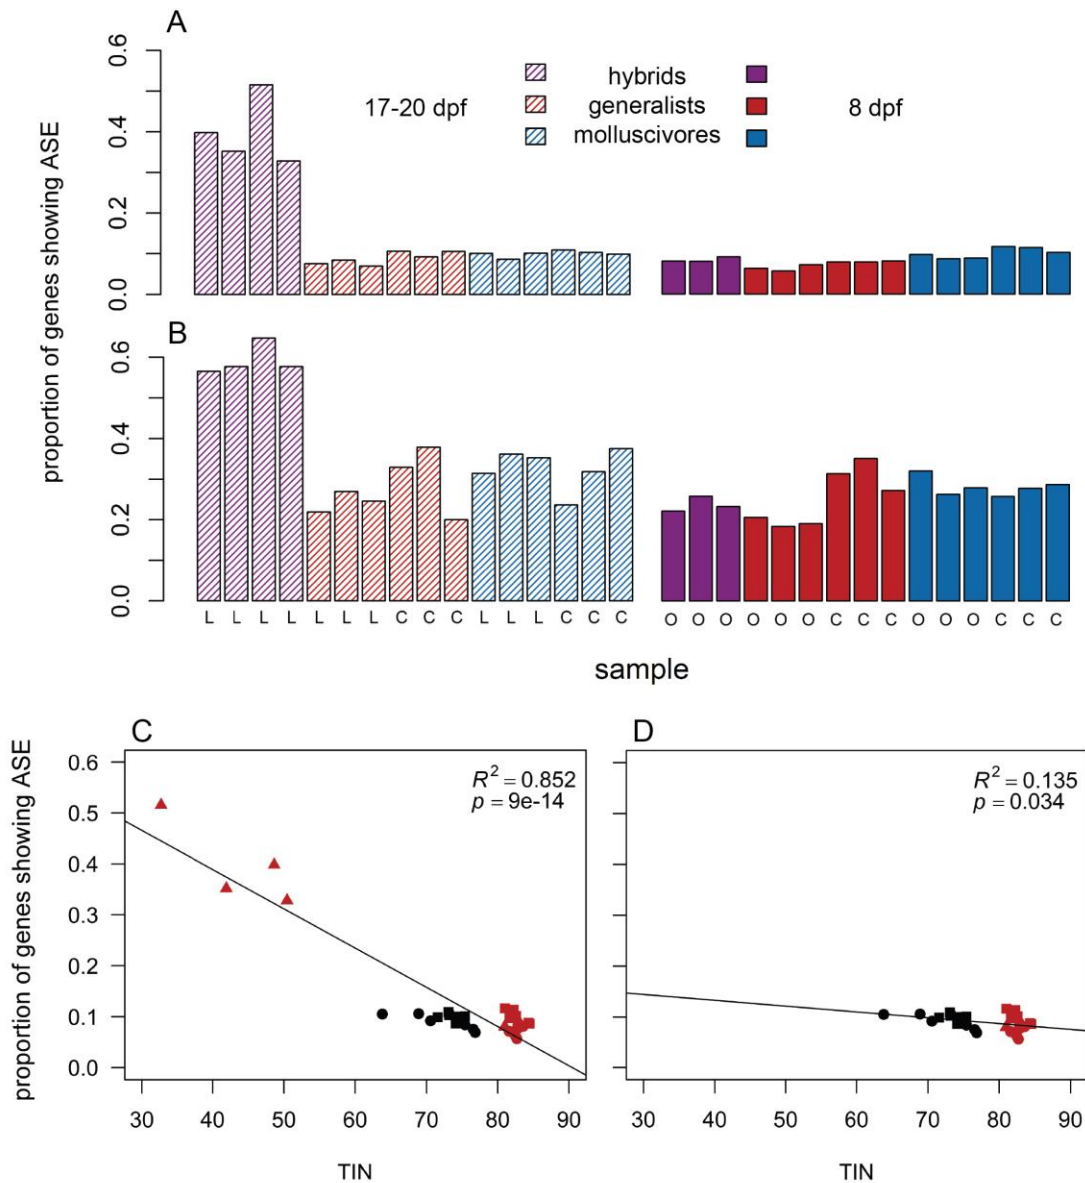 A
0.6
0.4
0.2
0.0
17-20 dpf
hybrids
generalists
molluscivores
8 dpf
proportion of genes showing ASE
B
0.6
0.4
0.2
0.0
L L L L L L L C C C L L L C C C O O O O O O C C C O O O C C C
sample
C
proportion of genes showing ASE
0.6
0.5
0.4
0.3
0.2
0.1
0.0
R² = 0.852
p = 9e-14
30 40 50 60 70 80 90
TIN
D
R² = 0.135
p = 0.034
30 40 50 60 70 80 90
TIN